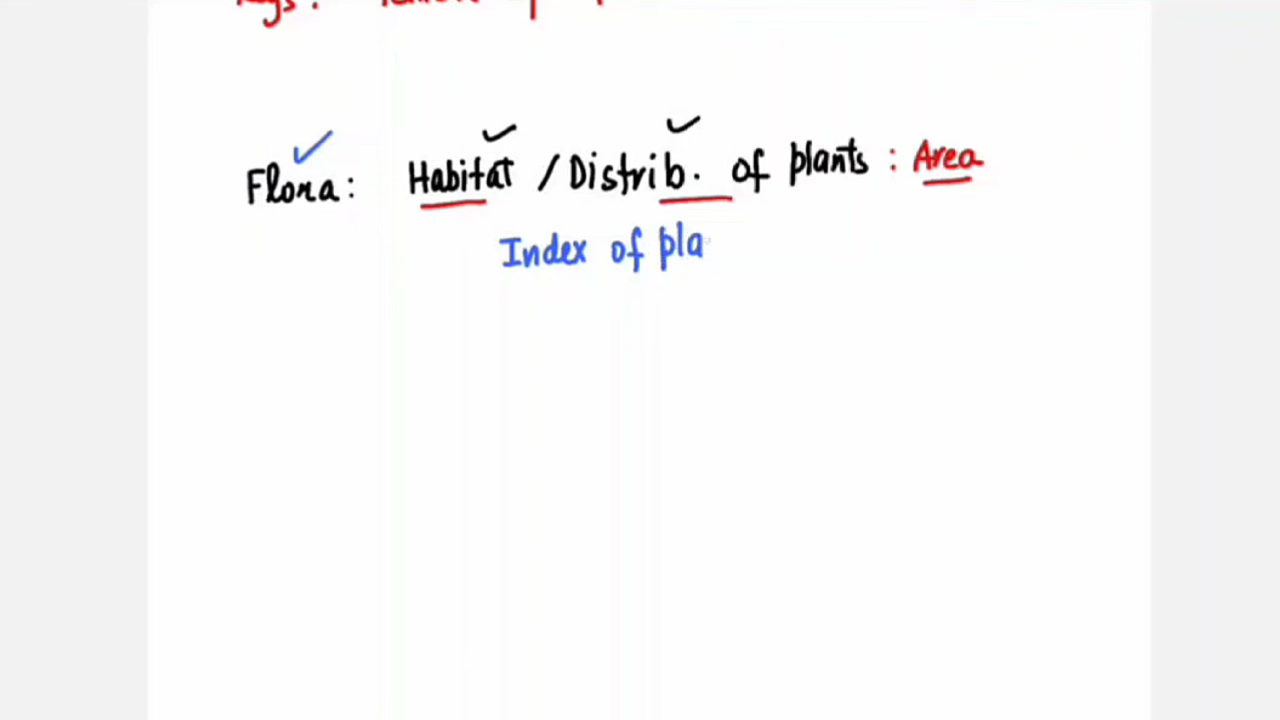 Flora: Habitat / Distrib. of plants : Area
Index of pla